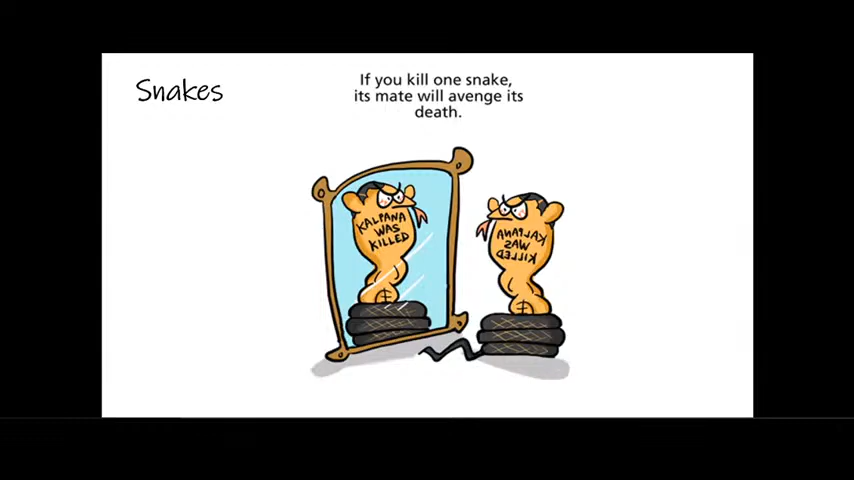 Snakes
If you kill one snake,
its mate will avenge its
death.
KALPANA
WAS
KILLED
KALPANA
WAS
KILLED